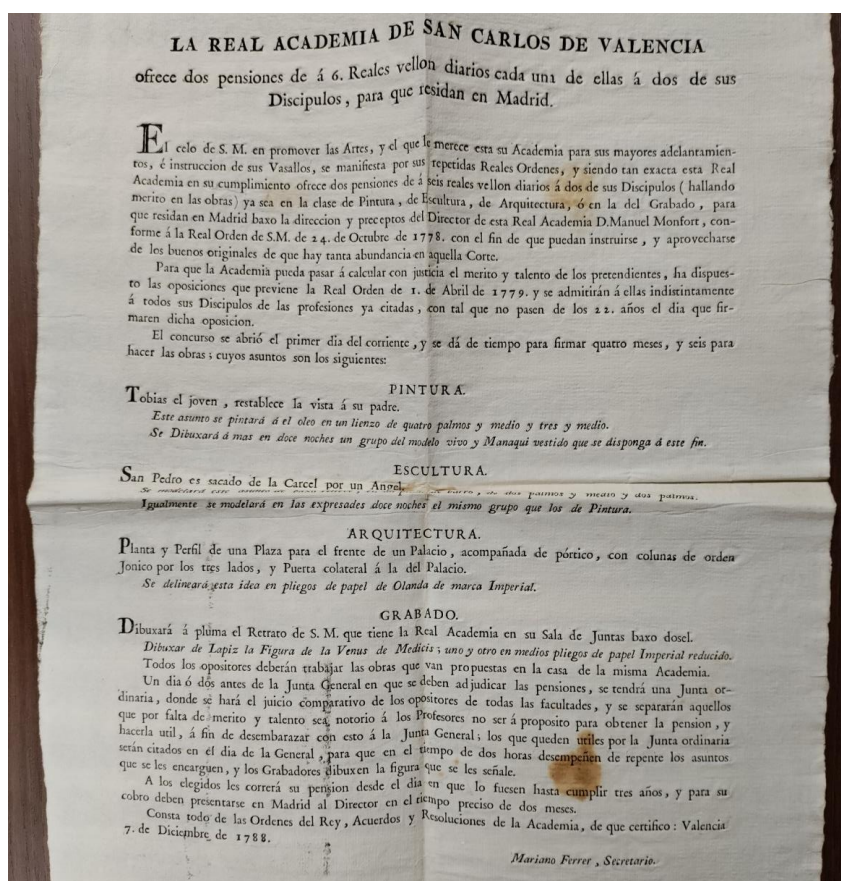 LA REAL ACADEMIA DE SAN CARLOS DE VALENCIA
ofrece dos pensiones de á 6. Reales vellon diarios cada una de ellas á dos de sus
Discipulos, para que residan en Madrid.
El celo de S. M. en promover las Artes, y el que le merece esta su Academia para sus mayores adelantamien-
tos, é instruccion de sus Vasallos, se manifiesta por sus repetidas Reales Ordenes, y siendo tan exacta esta Real
Academia en su cumplimiento ofrece dos pensiones de á seis reales vellon diarios á dos de sus Discipulos (hallando
merito en las obras) ya sea en la clase de Pintura, de Escultura, de Arquitectura, ó en la del Grabado, para
que residan en Madrid baxo la direccion y preceptos del Director de esta Real Academia D. Manuel Monfort, con-
forme á la Real Orden de S.M. de 24. de Octubre de 1778. con el fin de que puedan instruirse, y aprovecharse
de los buenos originales de que hay tanta abundancia en aquella Corte.
Para que la Academia pueda pasar á calcular con justicia el merito y talento de los pretendientes, ha dispues-
to las oposiciones que previene la Real Orden de 1. de Abril de 1779. y se admitirán á ellas indistintamente
á todos sus Discipulos de las profesiones ya citadas, con tal que no pasen de los 22. años el dia que fir-
maren dicha oposicion.
El concurso se abrió el primer dia del corriente, y se dá de tiempo para firmar quatro meses, y seis para
hacer las obras; cuyos asuntos son los siguientes:
PINTURA.
Tobias el joven, restablece la vista á su padre.
Este asunto se pintará á el oleo en un lienzo de quatro palmos y medio y tres y medio.
Se Dibuxará á mas en doce noches un grupo del modelo vivo y Manaqui vestido que se disponga á este fin.
ESCULTURA.
San Pedro es sacado de la Carcel por un Angel.
Se modelará este asunto de barro, de dos palmos y medio y dos palmos.
Igualmente se modelará en las expresades doce noches el mismo grupo que los de Pintura.
ARQUITECTURA.
Planta y Perfil de una Plaza para el frente de un Palacio, acompañada de pórtico, con colunas de orden
Jonico por los tres lados, y Puerta colateral á la del Palacio.
Se delineará esta idea en pliegos de papel de Olanda de marca Imperial.
GRABADO.
Dibuxará á pluma el Retrato de S. M. que tiene la Real Academia en su Sala de Juntas baxo dosel.
Dibuxar de Lapiz la Figura de la Venus de Medicis; uno y otro en medios pliegos de papel Imperial reducido.
Todos los opositores deberán trabajar las obras que van propuestas en la casa de la misma Academia.
Un dia ó dos antes de la Junta General en que se deben adjudicar las pensiones, se tendrá una Junta or-
dinaria, donde se hará el juicio comparativo de los opositores de todas las facultades, y se separarán aquellos
que por falta de merito y talento sea notorio á los Profesores no ser á proposito para obtener la pension, y
hacerla util, á fin de desembarazar con esto á la Junta General; los que queden utiles por la Junta ordinaria
serán citados en el dia de la General, para que en el tiempo de dos horas desempeñen de repente los asuntos
que se les encarguen, y los Grabadores dibuxen la figura que se les señale.
A los elegidos les correrá su pension desde el dia en que lo fuesen hasta cumplir tres años, y para su
cobro deben presentarse en Madrid al Director en el tiempo preciso de dos meses.
Consta todo de las Ordenes del Rey, Acuerdos y Resoluciones de la Academia, de que certifico: Valencia
7. de Diciembre de 1788.
Mariano Ferrer, Secretario.